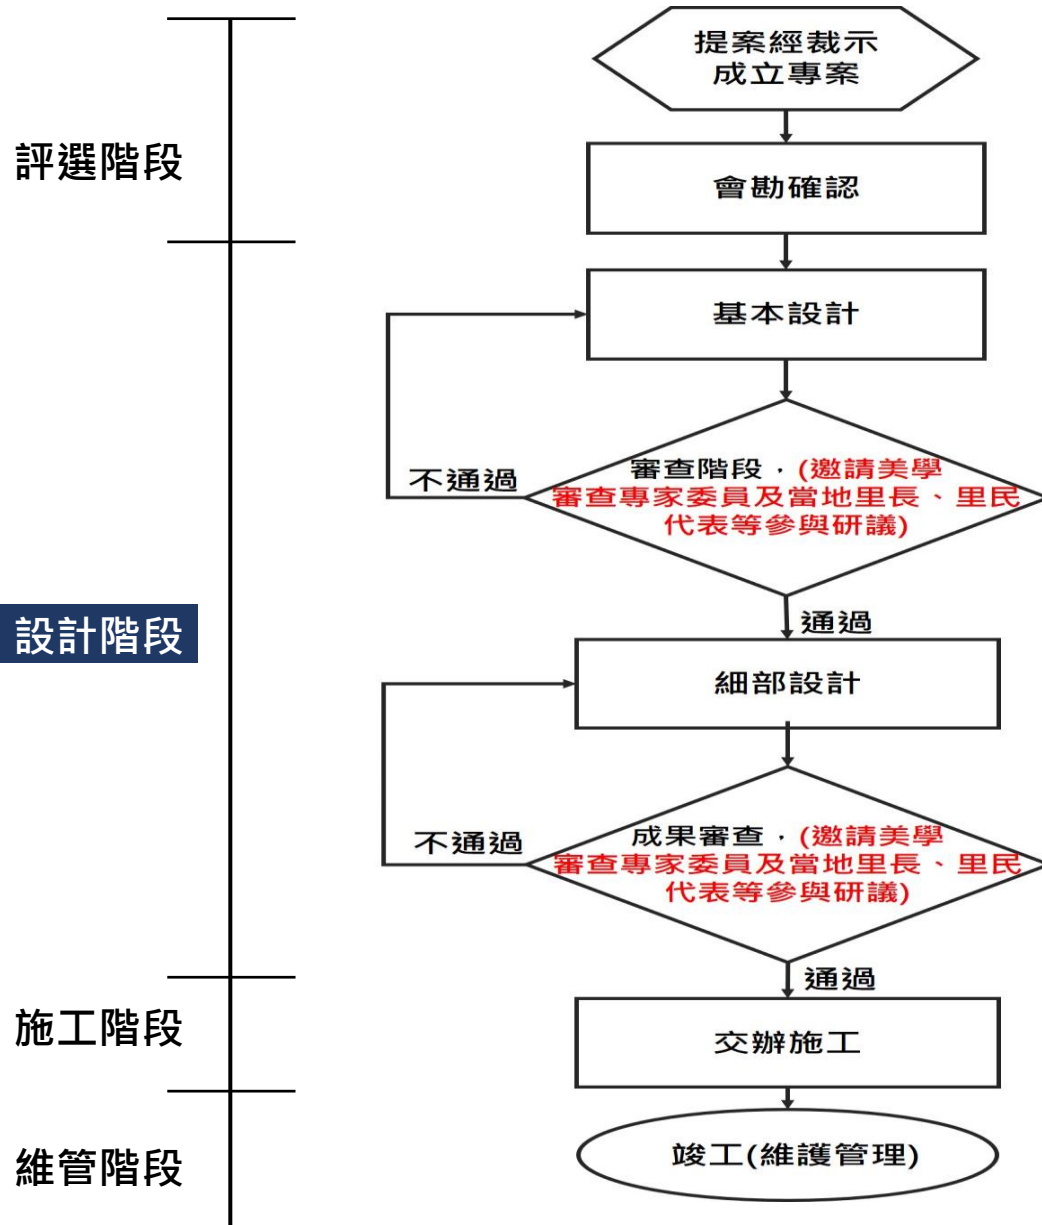 提案經裁示
成立專案
評選階段
會勘確認
基本設計
審查階段，(邀請美學
審查專家委員及當地里長、里民
代表等參與研議)
不通過
通過
設計階段
細部設計
成果審查，(邀請美學
審查專家委員及當地里長、里民
代表等參與研議)
不通過
通過
施工階段
交辦施工
維管階段
竣工(維護管理)